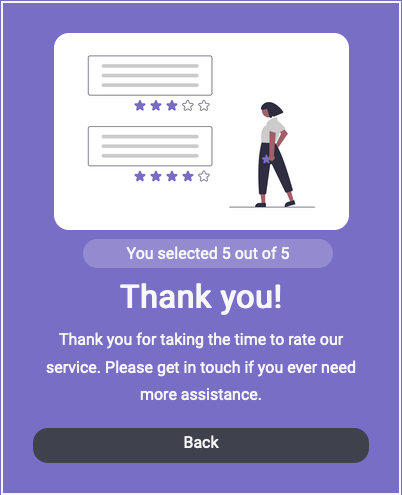 You selected 5 out of 5
Thank you!
Thank you for taking the time to rate our
service. Please get in touch if you ever need
more assistance.
Back